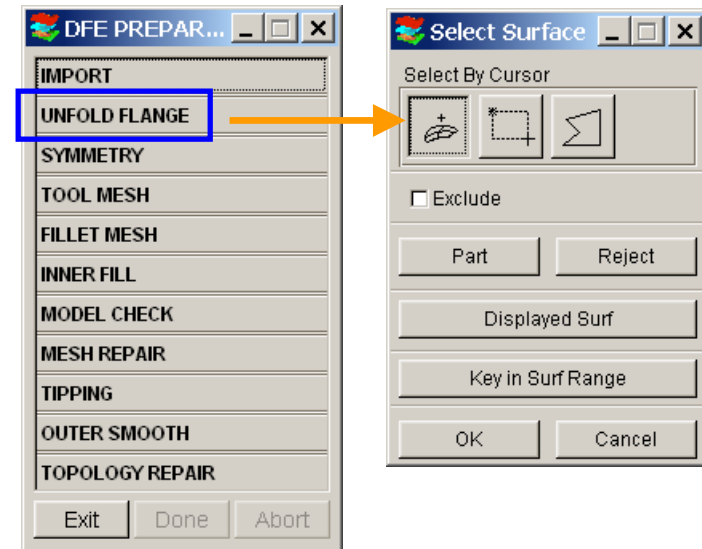 DFE PREPAR...
IMPORT
UNFOLD FLANGE
SYMMETRY
TOOL MESH
FILLET MESH
INNER FILL
MODEL CHECK
MESH REPAIR
TIPPING
OUTER SMOOTH
TOPOLOGY REPAIR
Exit Done Abort
Select Surface
Select By Cursor
Exclude
Part Reject
Displayed Surf
Key in Surf Range
OK Cancel